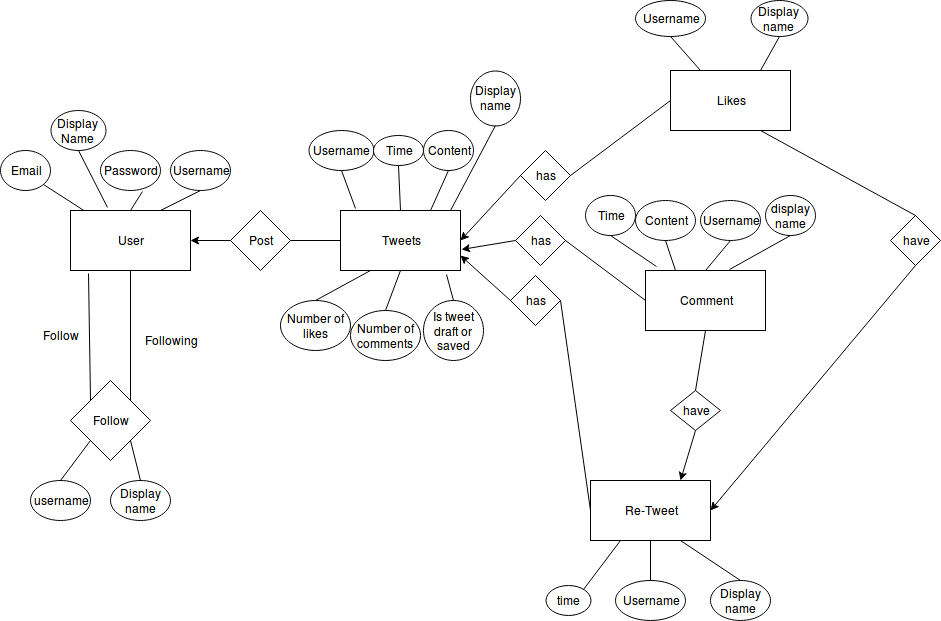 Username
Display
name
Likes
Display
name
Display
Name
Username
Time
Content
Email
Password
Username
has
Time
Content
Username
display
name
User
Post
Tweets
has
have
has
Comment
Number of
likes
Number of
comments
Is tweet
draft or
saved
Follow
Following
Follow
have
username
Display
name
Re-Tweet
time
Username
Display
name